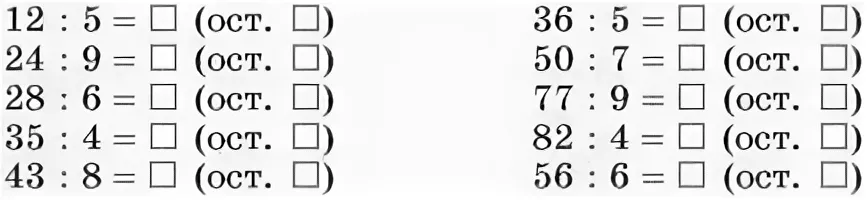 12 : 5 = □ (ост. □)
24 : 9 = □ (ост. □)
28 : 6 = □ (ост. □)
35 : 4 = □ (ост. □)
43 : 8 = □ (ост. □)
36 : 5 = □ (ост. □)
50 : 7 = □ (ост. □)
77 : 9 = □ (ост. □)
82 : 4 = □ (ост. □)
56 : 6 = □ (ост. □)